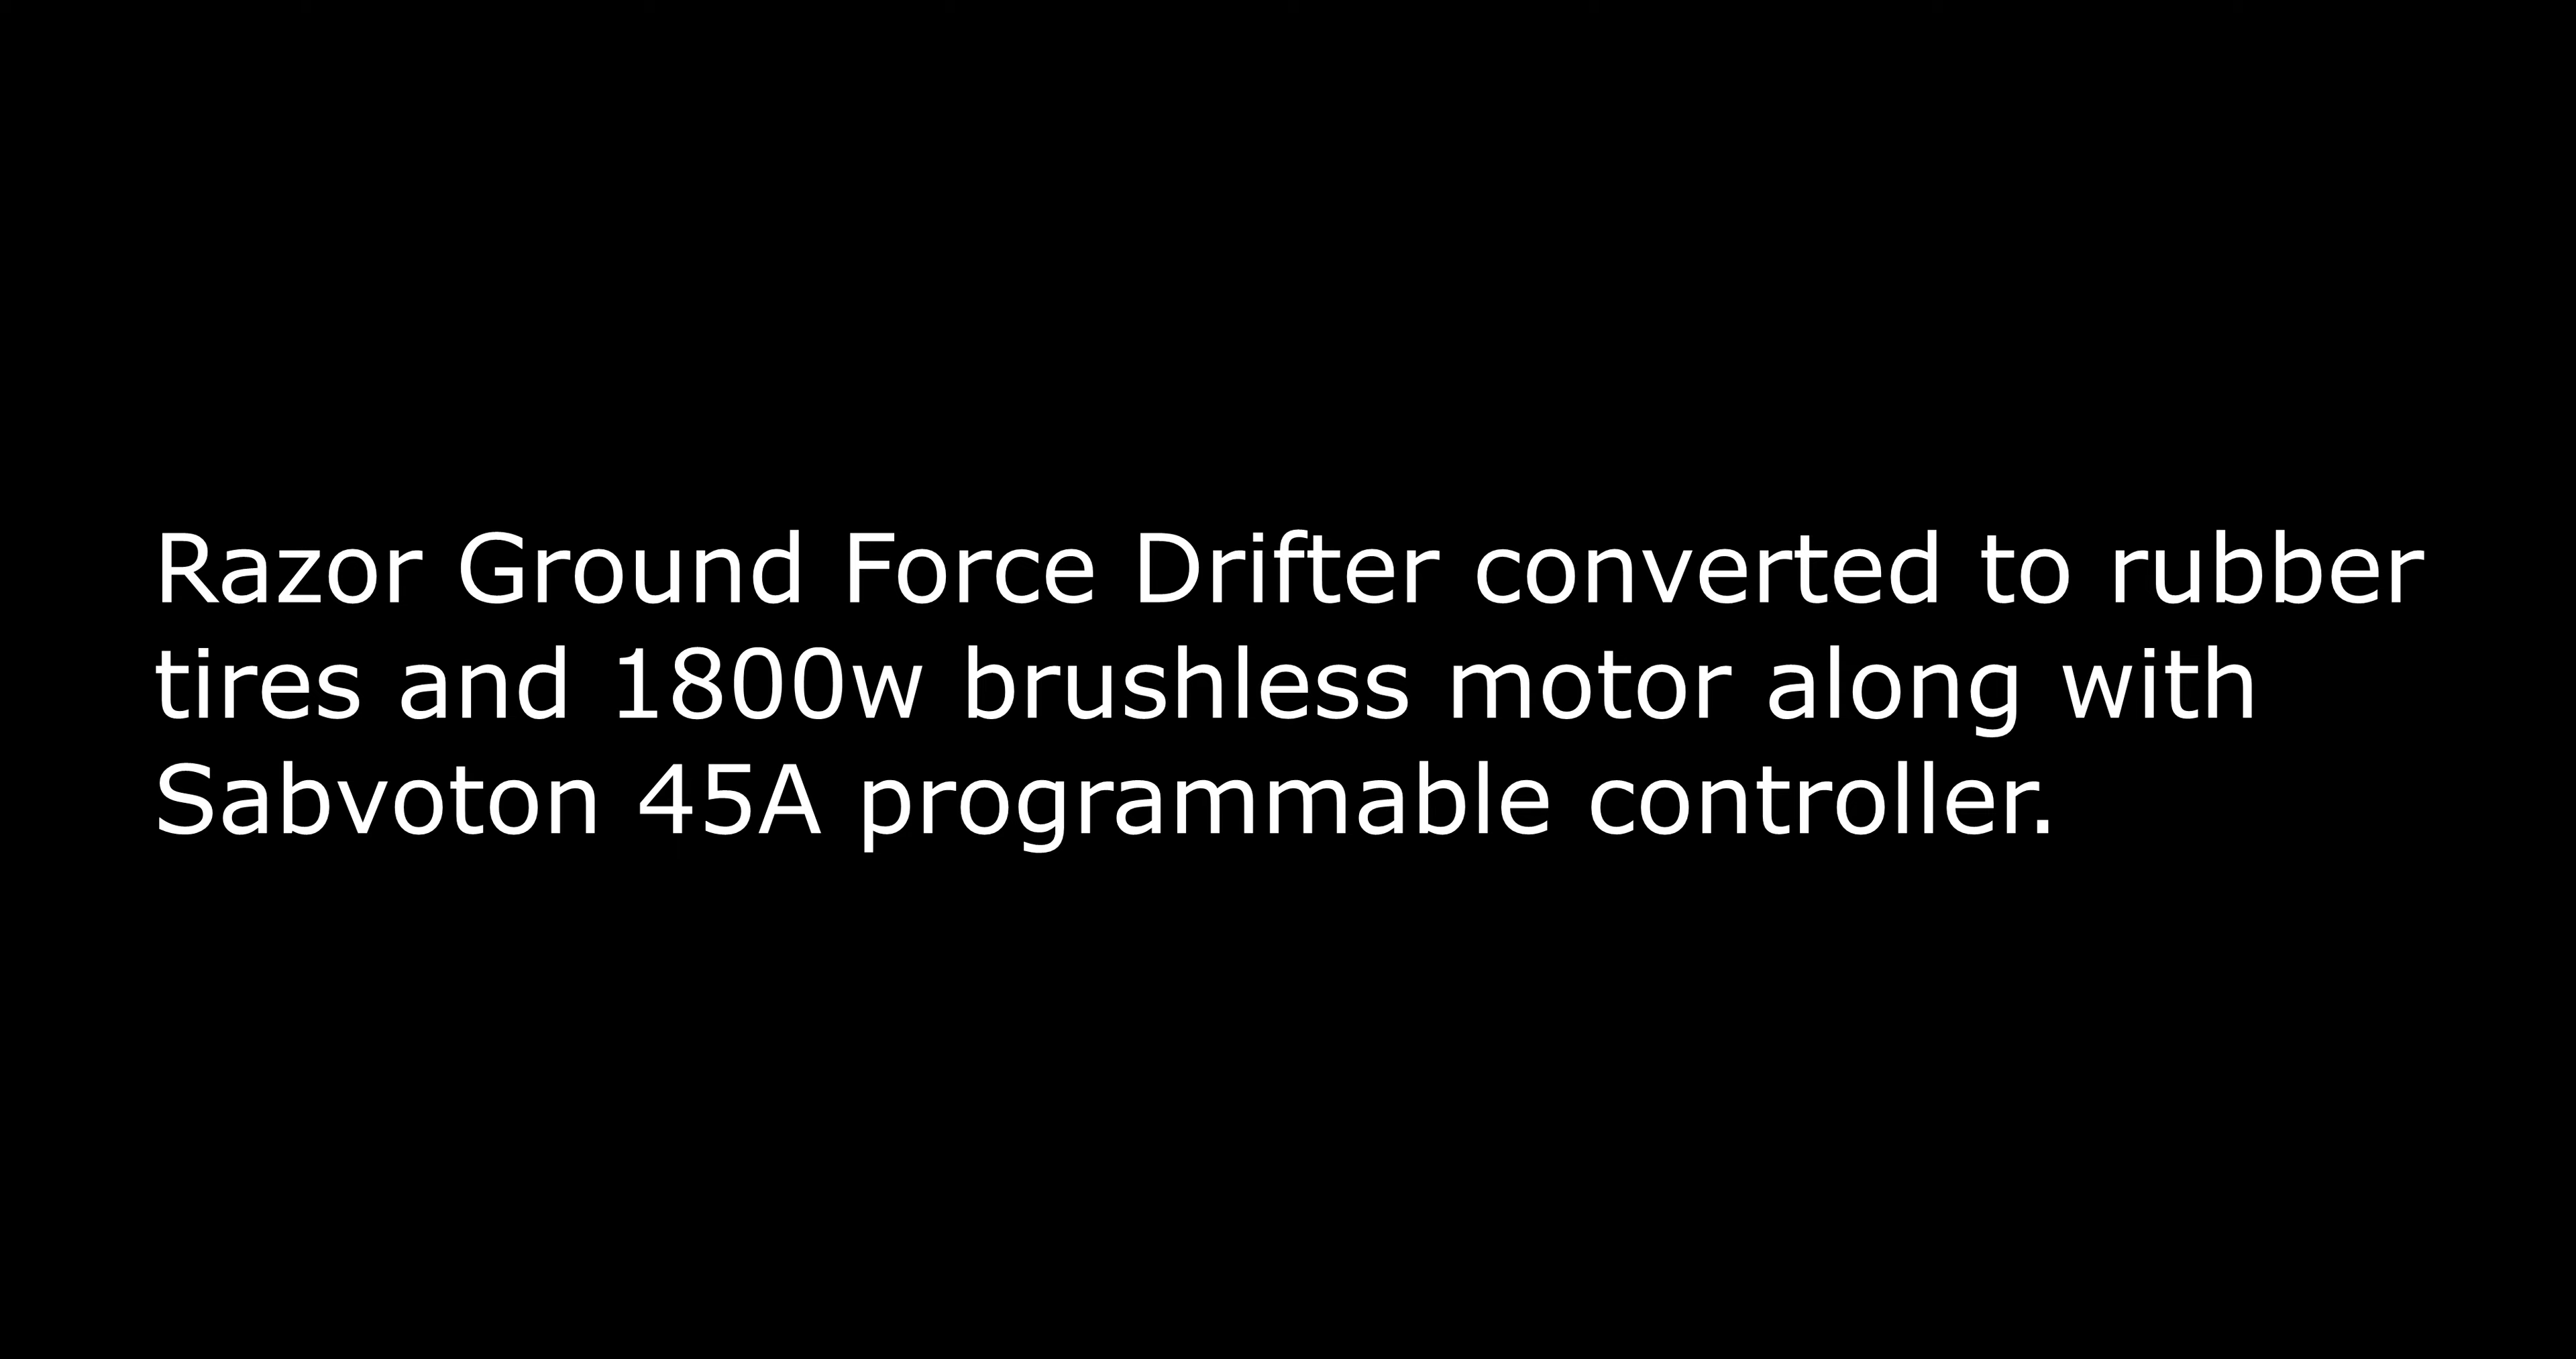 Razor Ground Force Drifter converted to rubber
tires and 1800w brushless motor along with
Sabvoton 45A programmable controller.